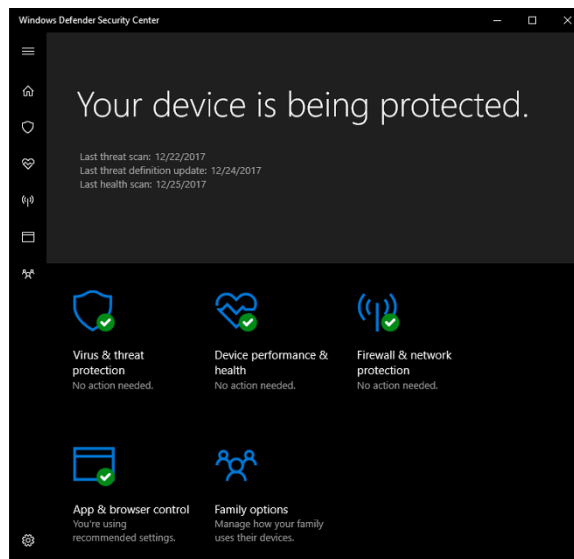 Windows Defender Security Center
Your device is being protected.
Last threat scan: 12/22/2017
Last threat definition update: 12/24/2017
Last health scan: 12/25/2017
Virus & threat
protection
No action needed.
Device performance &
health
No action needed.
Firewall & network
protection
No action needed.
App & browser control
You're using
recommended settings.
Family options
Manage how your family
uses their devices.